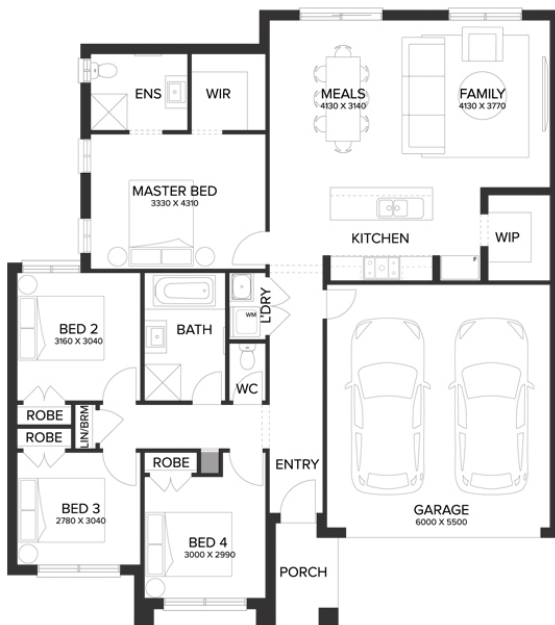 ENS
WIR
MEALS
4130 X 3140
FAMILY
4130 X 3770
MASTER BED
3330 X 4310
KITCHEN
WIP
F
BED 2
3160 X 3040
BATH
L'DRY
WM
WC
ROBE
ROBE
LIN/BRM
ROBE
ENTRY
BED 3
2780 X 3040
BED 4
3000 X 2990
GARAGE
6000 X 5500
PORCH